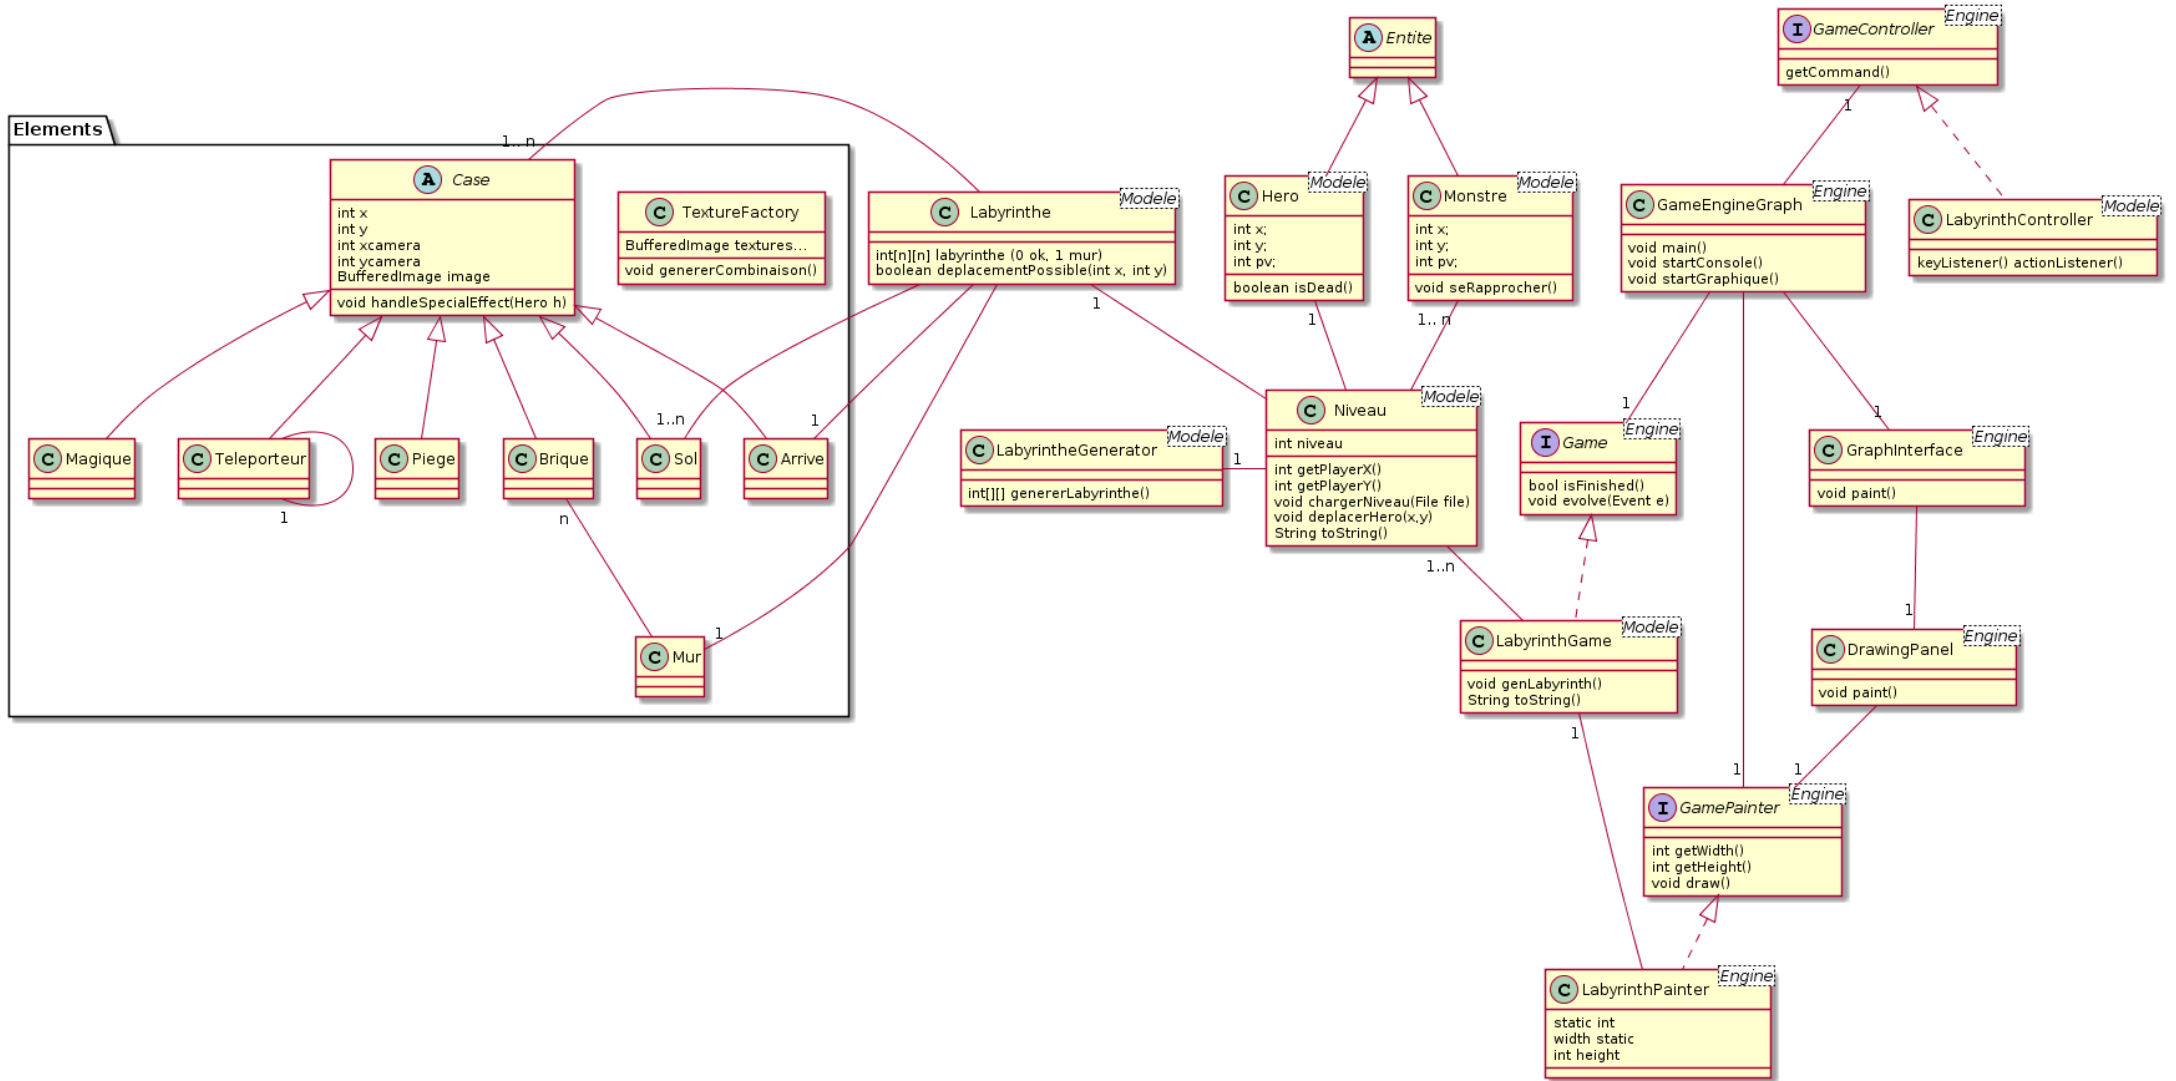 Elements
A Case
int x
int y
int xcamera
int ycamera
BufferedImage image
void handleSpecialEffect(Hero h)
C TextureFactory
BufferedImage textures...
void genererCombinaison()
1.. n
C Labyrinthe
Modele
int[n][n] labyrinthe (0 ok, 1 mur)
boolean deplacementPossible(int x, int y)
A Entite
C Hero
Modele
int x;
int y;
int pv;
boolean isDead()
C Monstre
Modele
int x;
int y;
int pv;
void seRapprocher()
I GameController
Engine
getCommand()
1
C GameEngineGraph
Engine
void main()
void startConsole()
void startGraphique()
C LabyrinthController
Modele
keyListener() actionListener()
1
1
1.. n
C Magique
C Teleporteur
1
C Piege
C Brique
n
1..n
C Sol
1
C Arrive
C LabyrintheGenerator
Modele
int[][] genererLabyrinthe()
1
C Niveau
Modele
int niveau
int getPlayerX()
int getPlayerY()
void chargerNiveau(File file)
void deplacerHero(x,y)
String toString()
1
I Game
Engine
bool isFinished()
void evolve(Event e)
1
C GraphInterface
Engine
void paint()
1..n
1
C Mur
C LabyrinthGame
Modele
void genLabyrinth()
String toString()
1
1
C DrawingPanel
Engine
void paint()
1
1
I GamePainter
Engine
int getWidth()
int getHeight()
void draw()
C LabyrinthPainter
Engine
static int
width static
int height